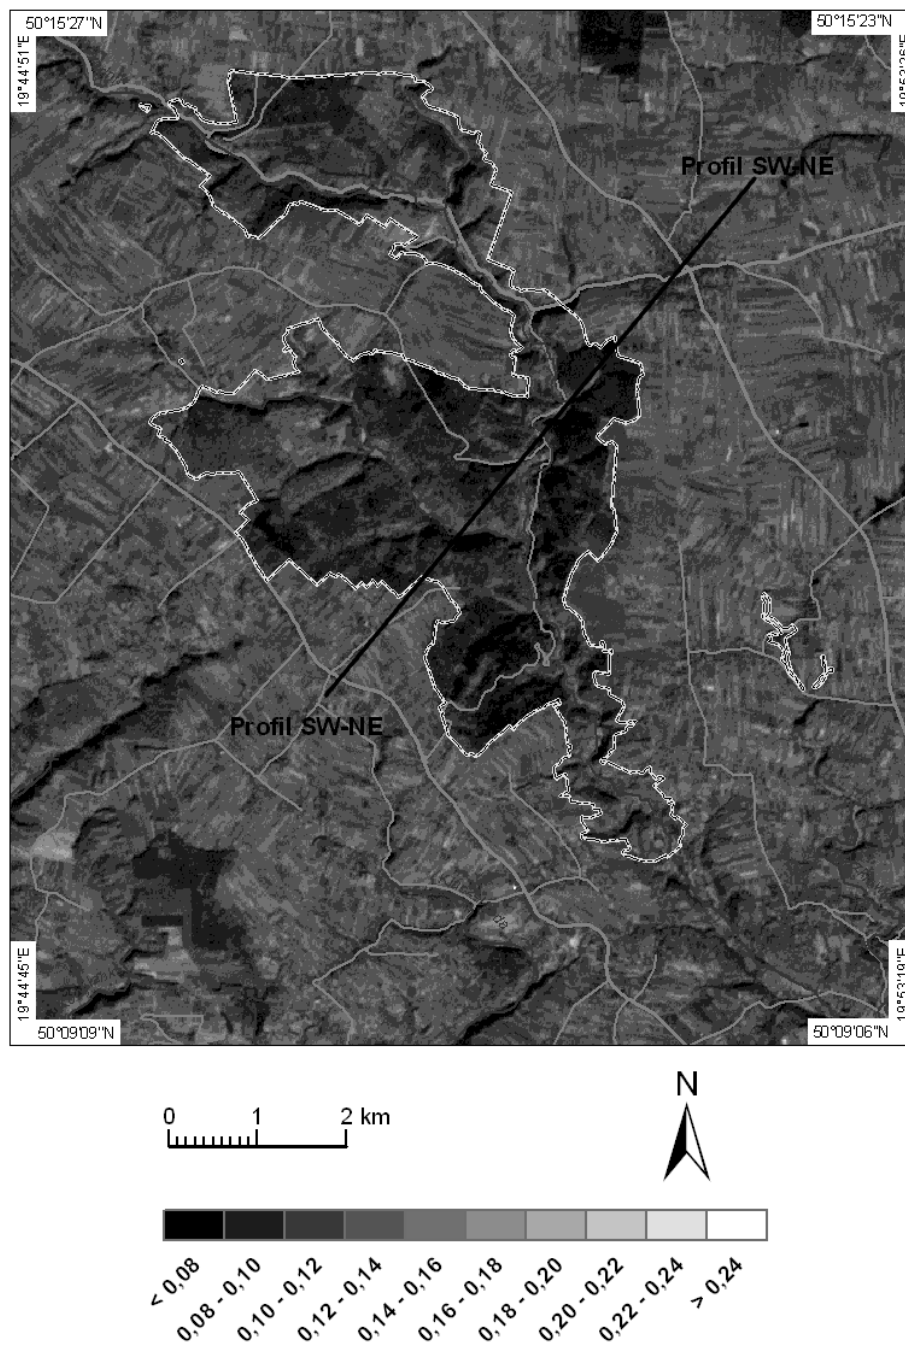 50°15'27"N
50°15'23"N
19°44'51"E
Profil SW-NE
Profil SW-NE
19°44'45"E
19°53'19"E
50°09'09"N
50°09'06"N
N
0 1 2 km
< 0,08
0,08 - 0,10
0,10 - 0,12
0,12 - 0,14
0,14 - 0,16
0,16 - 0,18
0,18 - 0,20
0,20 - 0,22
0,22 - 0,24
> 0,24